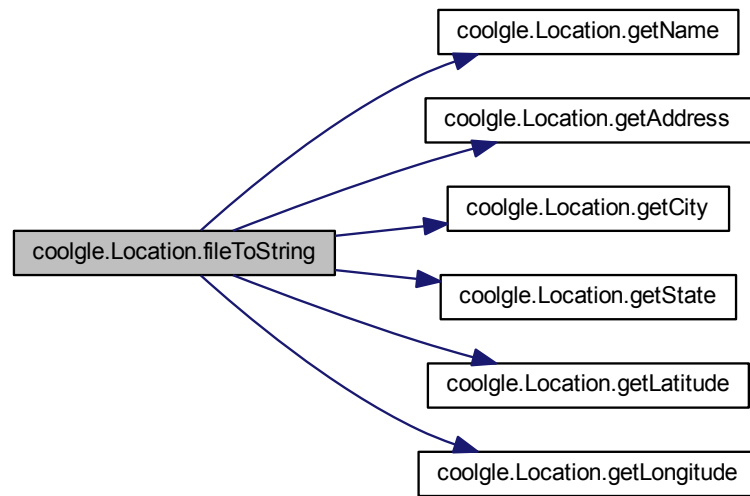 coolgle.Location.getName
coolgle.Location.getAddress
coolgle.Location.getCity
coolgle.Location.fileToString
coolgle.Location.getState
coolgle.Location.getLatitude
coolgle.Location.getLongitude